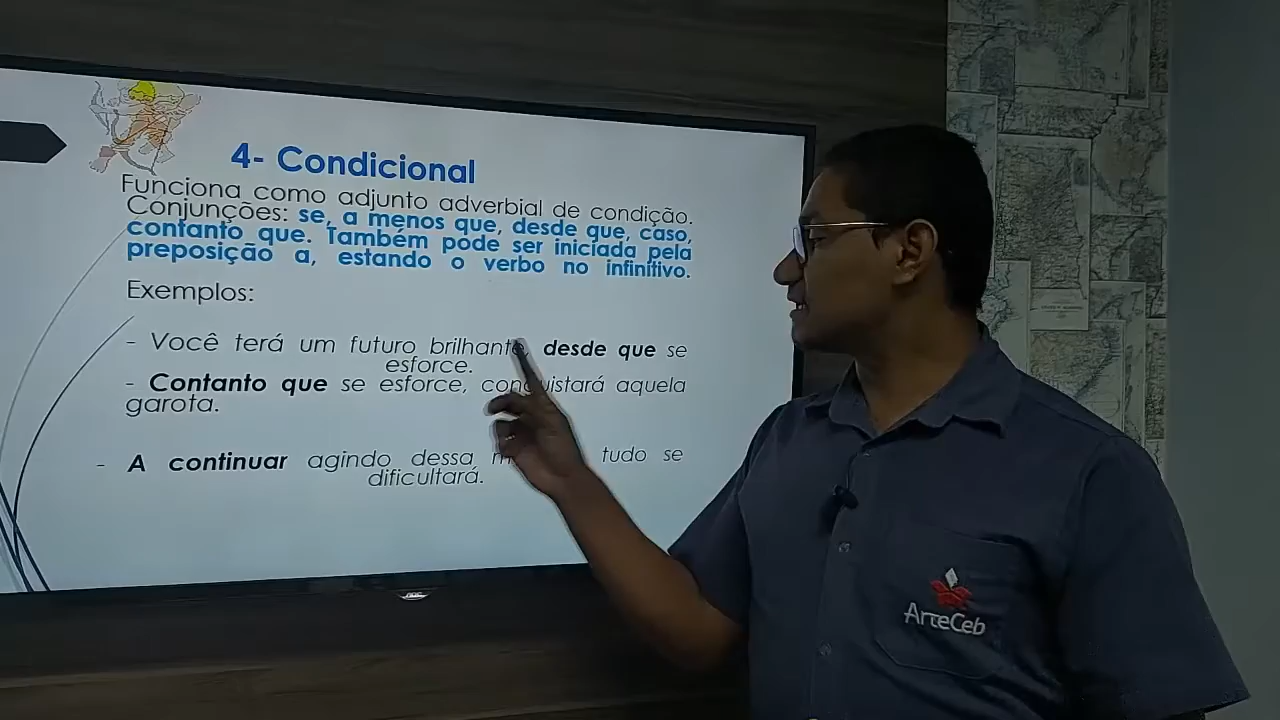 4- Condicional
Funciona como adjunto adverbial de condição.
Conjunções: se, a menos que, desde que, caso,
contanto que. Também pode ser iniciada pela
preposição a, estando o verbo no infinitivo.
Exemplos:
- Você terá um futuro brilhante, desde que se
esforce.
- Contanto que se esforce, conquistará aquela
garota.
- A continuar agindo dessa tudo se
dificultará.
AOC
ArteCeb